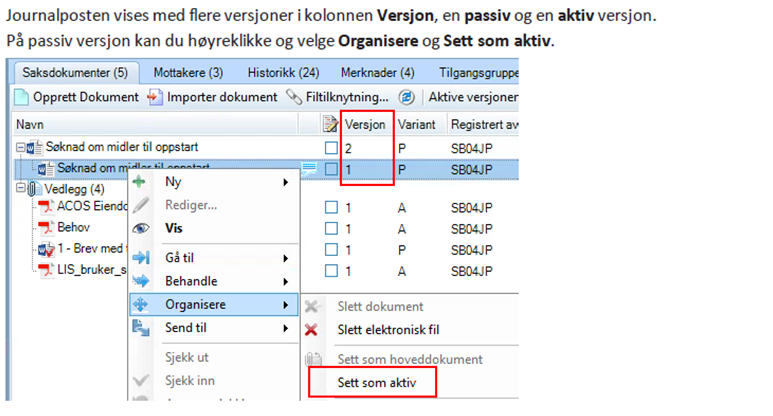 Journalposten vises med flere versjoner i kolonnen Versjon, en passiv og en aktiv versjon.
På passiv versjon kan du høyreklikke og velge Organisere og Sett som aktiv.
Saksdokumenter (5) Mottakere (3) Historikk (24) Merknader (4) Tilgangsgruppe
Opprett Dokument Importer dokument Filtilknytning... Aktive versjoner
Navn Versjon Variant Registrert av
Søknad om midler til oppstart 2 P SB04JP
Søknad om midler til oppstart 1 P SB04JP
Vedlegg (4)
ACOS Eiendo 1 A SB04JP
Behov 1 A SB04JP
1 - Brev med 1 P SB04JP
LIS_bruker_s 1 A SB04JP
Ny
Rediger...
Vis
Gå til
Behandle
Organisere
Send til
Sjekk ut
Sjekk inn
Slett dokument
Slett elektronisk fil
Sett som hoveddokument
Sett som aktiv